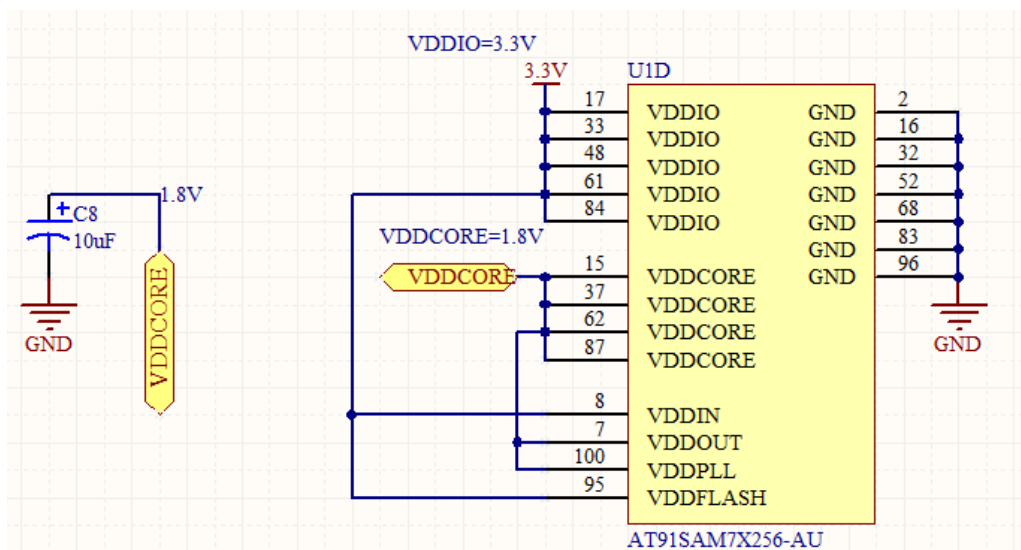 VDDIO=3.3V
3.3V
U1D
17 VDDIO GND 2
33 VDDIO GND 16
48 VDDIO GND 32
61 VDDIO GND 52
84 VDDIO GND 68
GND 83
15 VDDCORE GND 96
37 VDDCORE
62 VDDCORE
87 VDDCORE
8 VDDIN
7 VDDOUT
100 VDDPLL
95 VDDFLASH
AT91SAM7X256-AU
VDDCORE=1.8V
VDDCORE
GND
1.8V
+
C8
10uF
VDDCORE
GND